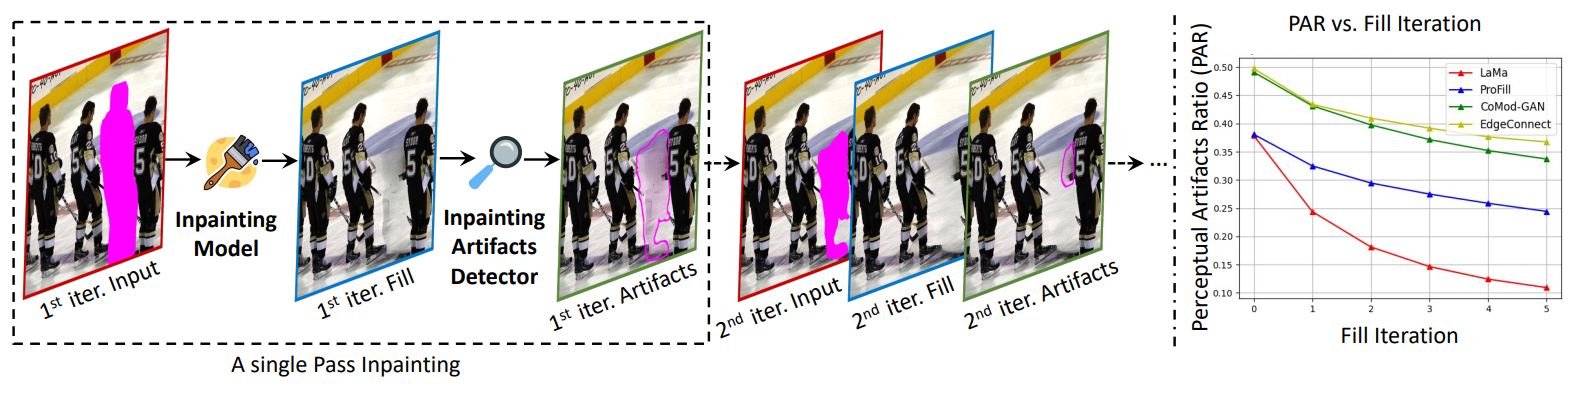 1st iter. Input
Inpainting
Model
1st iter. Fill
Inpainting
Artifacts
Detector
1st iter. Artifacts
A single Pass Inpainting
2nd iter. Input
2nd iter. Fill
2nd iter. Artifacts
...
PAR vs. Fill Iteration
Perceptual Artifacts Ratio (PAR)
0.50
0.45
0.40
0.35
0.30
0.25
0.20
0.15
0.10
LaMa
ProFill
CoMod-GAN
EdgeConnect
0 1 2 3 4 5
Fill Iteration